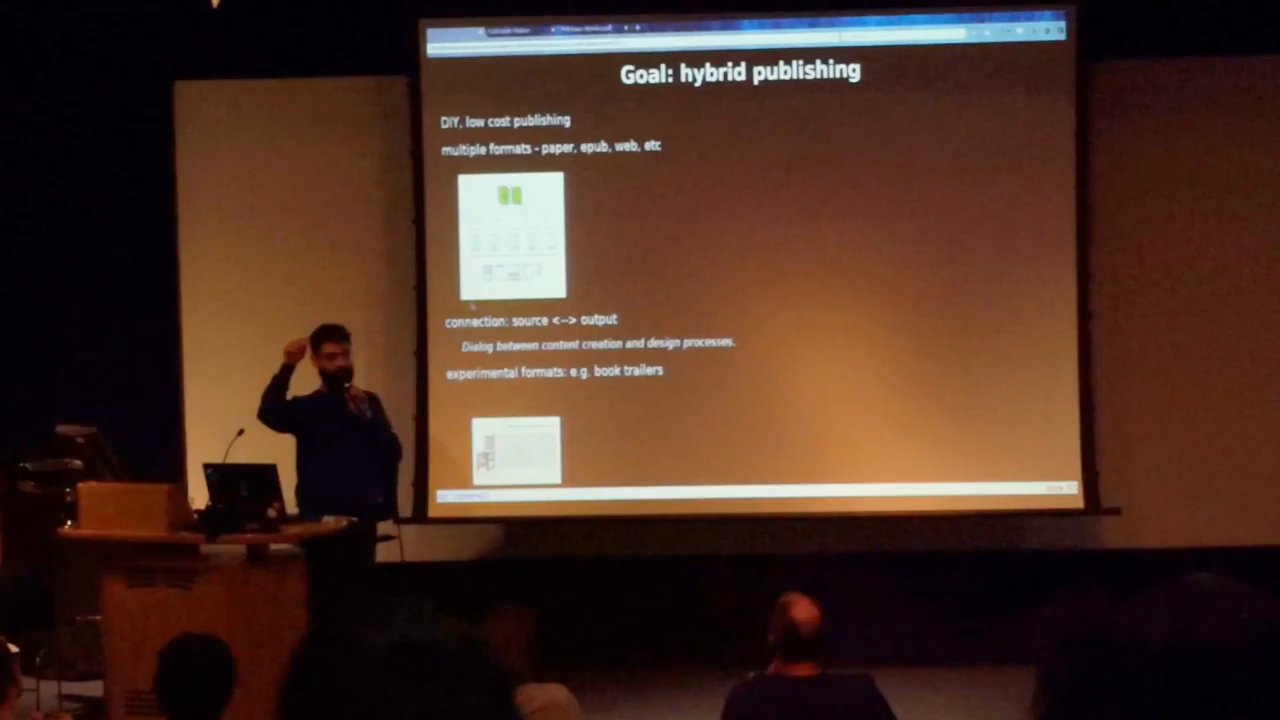 Goal: hybrid publishing
DIY, low cost publishing
multiple formats - paper, epub, web, etc
connection: source <--> output
Dialog between content creation and design processes.
experimental formats: e.g. book trailers